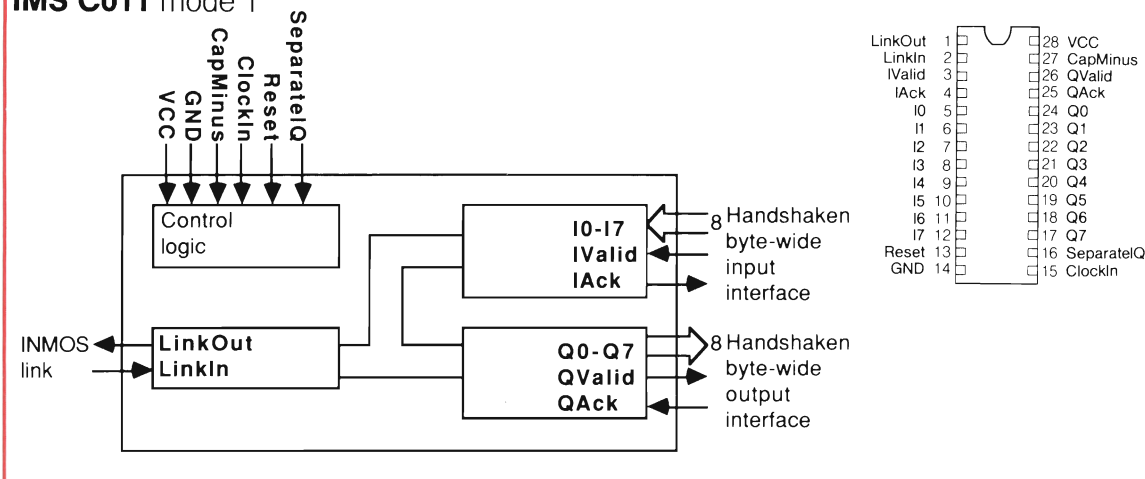 IMS C011 mode 1
VCC
GND
CapMinus
ClockIn
Reset
SeparateIQ
Control
logic
I0-I7
IValid
IAck
8 Handshaken
byte-wide
input
interface
INMOS
link
LinkOut
LinkIn
Q0-Q7
QValid
QAck
8 Handshaken
byte-wide
output
interface
LinkOut 1 28 VCC
LinkIn 2 27 CapMinus
IValid 3 26 QValid
IAck 4 25 QAck
I0 5 24 Q0
I1 6 23 Q1
I2 7 22 Q2
I3 8 21 Q3
I4 9 20 Q4
I5 10 19 Q5
I6 11 18 Q6
I7 12 17 Q7
Reset 13 16 SeparateIQ
GND 14 15 ClockIn